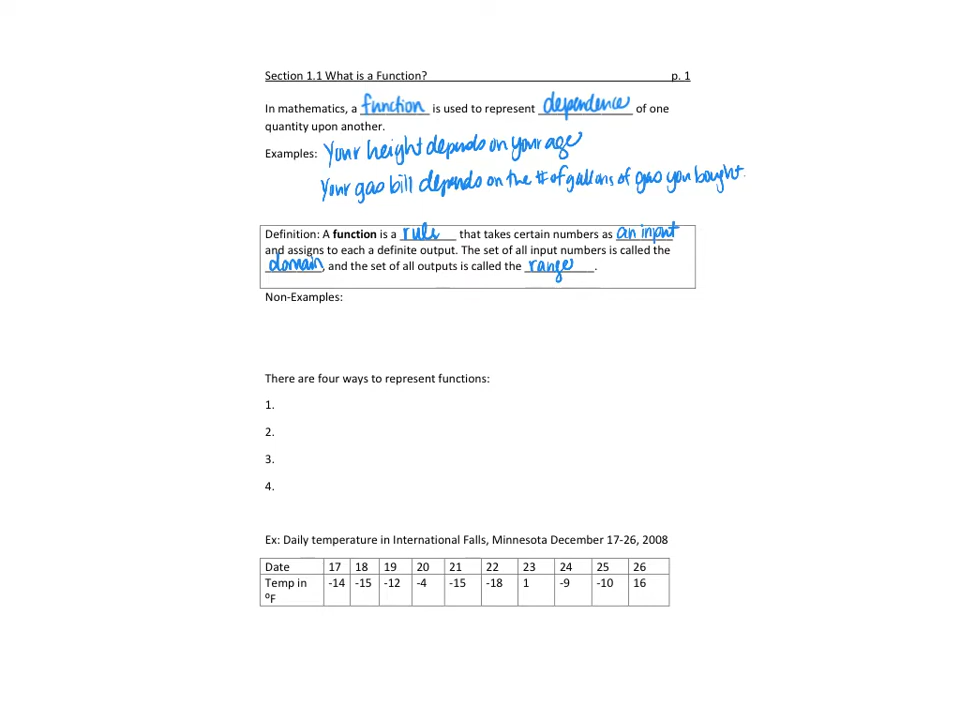 Section 1.1 What is a Function? p. 1
In mathematics, a function is used to represent dependence of one
quantity upon another.
Examples: Your height depends on your age
Your gas bill depends on the # of gallons of gas you bought.
Definition: A function is a rule that takes certain numbers as an input
and assigns to each a definite output. The set of all input numbers is called the
domain, and the set of all outputs is called the range.
Non-Examples:
There are four ways to represent functions:
1.
2.
3.
4.
Ex: Daily temperature in International Falls, Minnesota December 17-26, 2008
Date 17 18 19 20 21 22 23 24 25 26
Temp in -14 -15 -12 -4 -15 -18 1 -9 -10 16
ºF